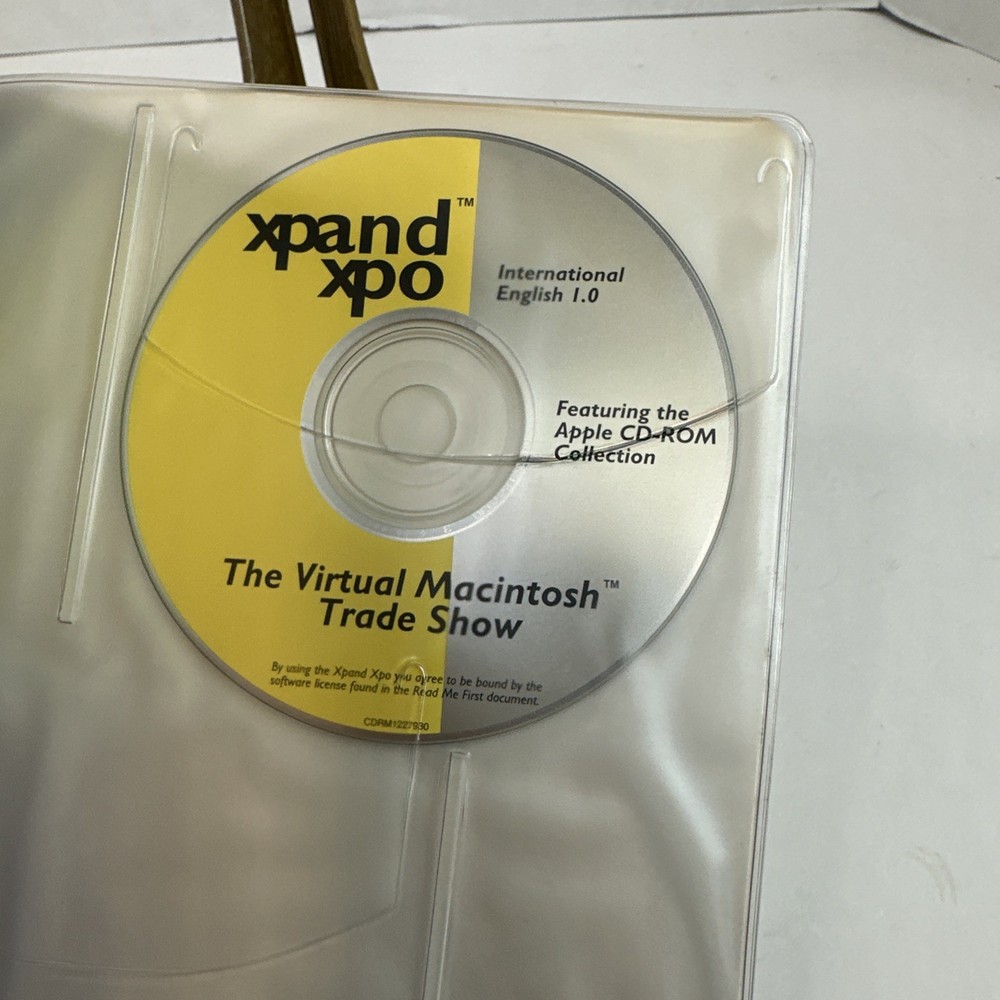 xpand™
xpo
International
English 1.0
Featuring the
Apple CD-ROM
Collection
The Virtual Macintosh™
Trade Show
By using the Xpand Xpo you agree to be bound by the
software license found in the Read Me First document.
CDRM1227930